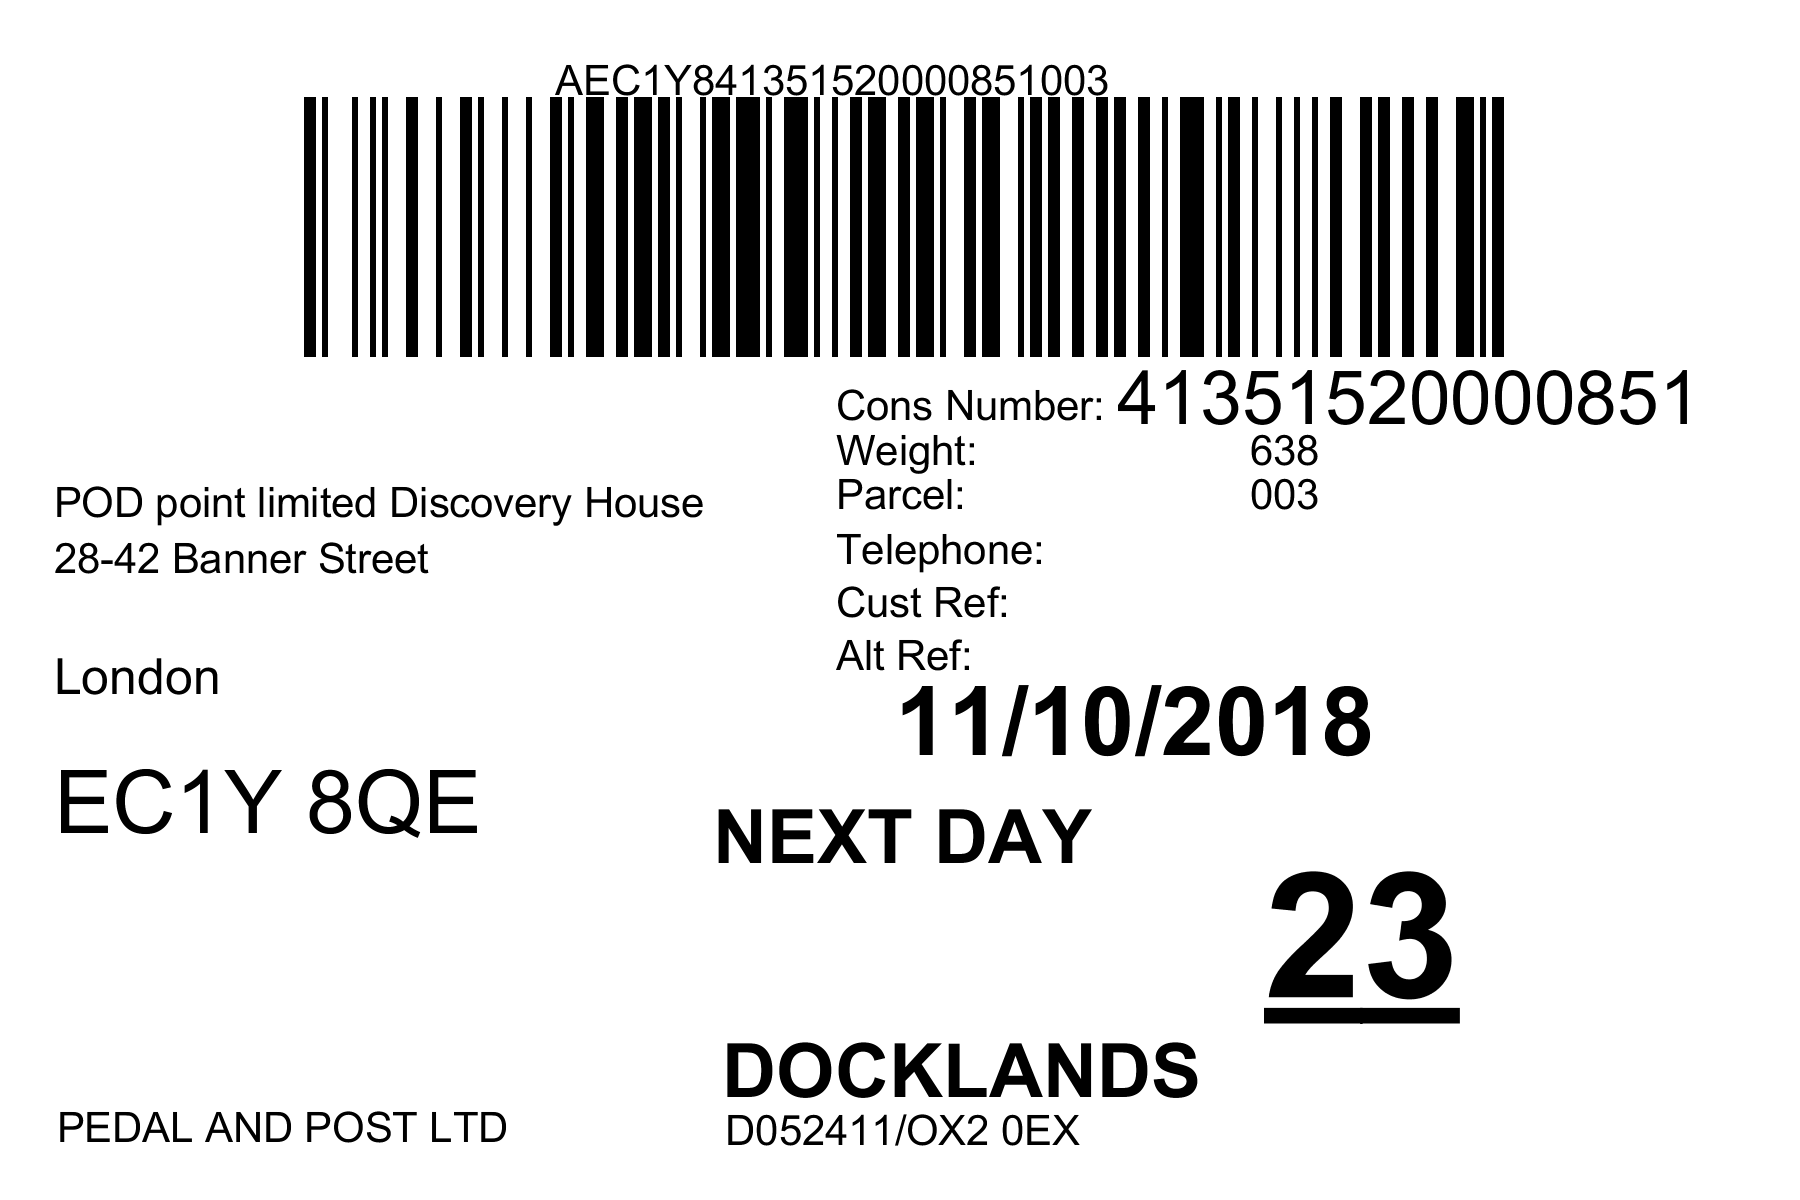 AEC1Y841351520000851003
Cons Number: 41351520000851
Weight: 638
Parcel: 003
Telephone:
Cust Ref:
Alt Ref:
POD point limited Discovery House
28-42 Banner Street
London
EC1Y 8QE
11/10/2018
NEXT DAY
23
DOCKLANDS
PEDAL AND POST LTD
D052411/OX2 0EX